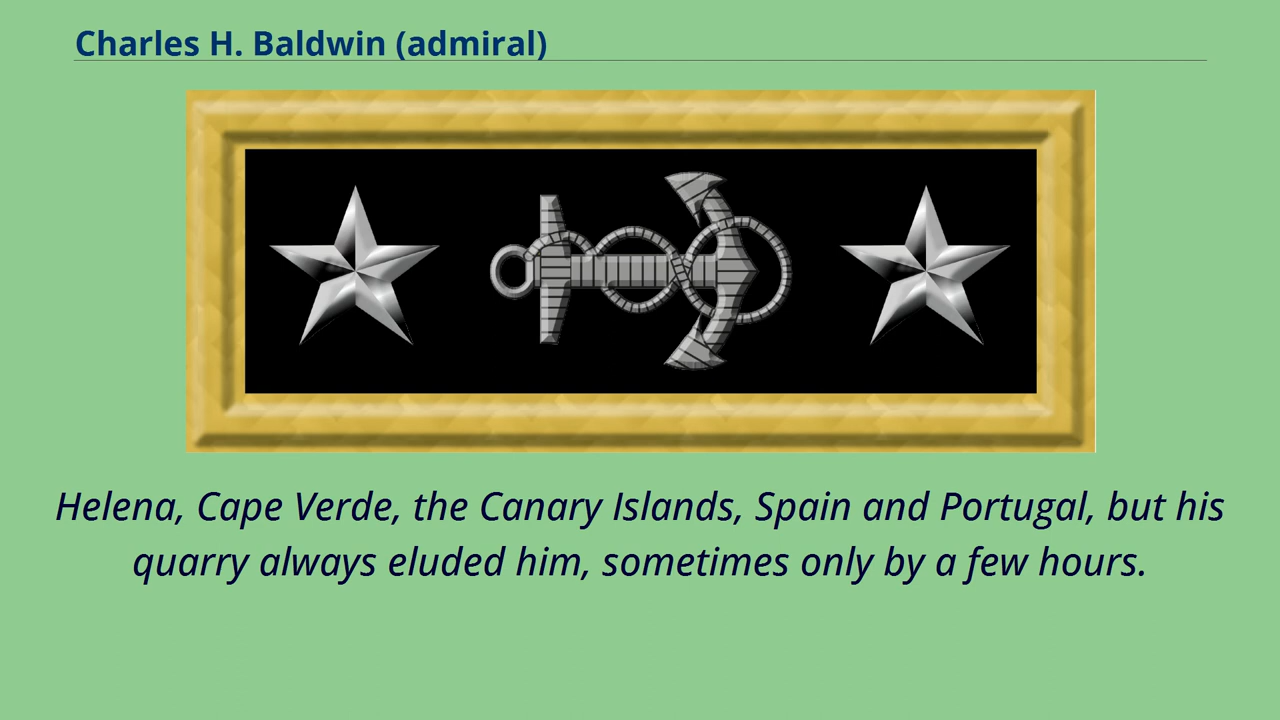 Charles H. Baldwin (admiral)
Helena, Cape Verde, the Canary Islands, Spain and Portugal, but his
quarry always eluded him, sometimes only by a few hours.